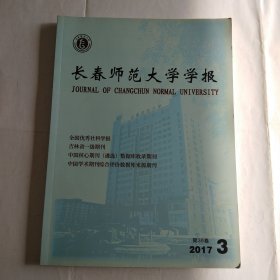 长春师范大学学报
JOURNAL OF CHANGCHUN NORMAL UNIVERSITY
全国优秀社科学报
吉林省一级期刊
中国核心期刊（遴选）数据库收录期刊
中国学术期刊综合评价数据库来源期刊
第36卷
2017 3